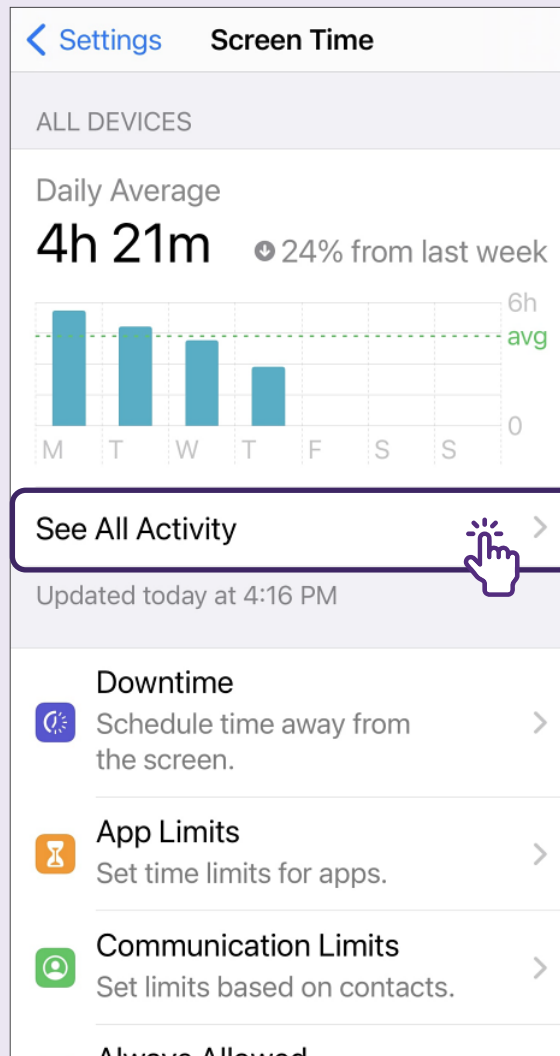 Settings Screen Time
ALL DEVICES
Daily Average
4h 21m 24% from last week
6h
avg
0
M T W T F S S
See All Activity
Updated today at 4:16 PM
Downtime
Schedule time away from
the screen.
App Limits
Set time limits for apps.
Communication Limits
Set limits based on contacts.
Always Allowed